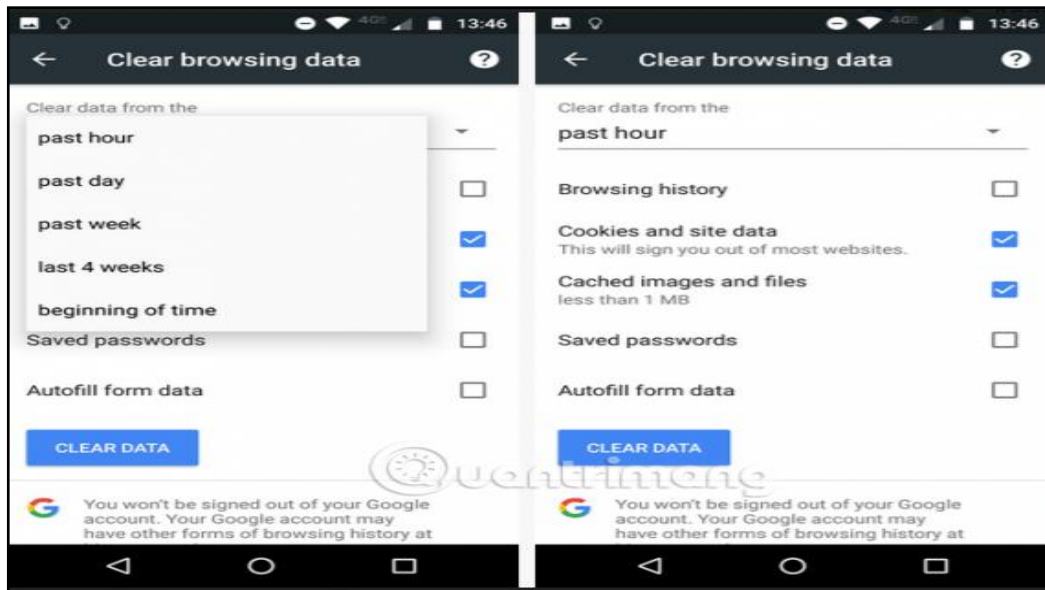 4G 13:46
Clear browsing data ?
Clear data from the
past hour
past day
past week
last 4 weeks
beginning of time
Saved passwords
Autofill form data
CLEAR DATA
G You won't be signed out of your Google
account. Your Google account may
have other forms of browsing history at
4G 13:46
Clear browsing data ?
Clear data from the
past hour
Browsing history
Cookies and site data
This will sign you out of most websites.
Cached images and files
less than 1 MB
Saved passwords
Autofill form data
CLEAR DATA
G You won't be signed out of your Google
account. Your Google account may
have other forms of browsing history at
Quantrimang